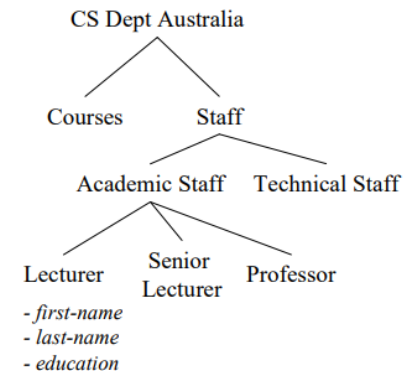 CS Dept Australia
Courses
Staff
Academic Staff
Technical Staff
Lecturer
Senior
Lecturer
Professor
- first-name
- last-name
- education